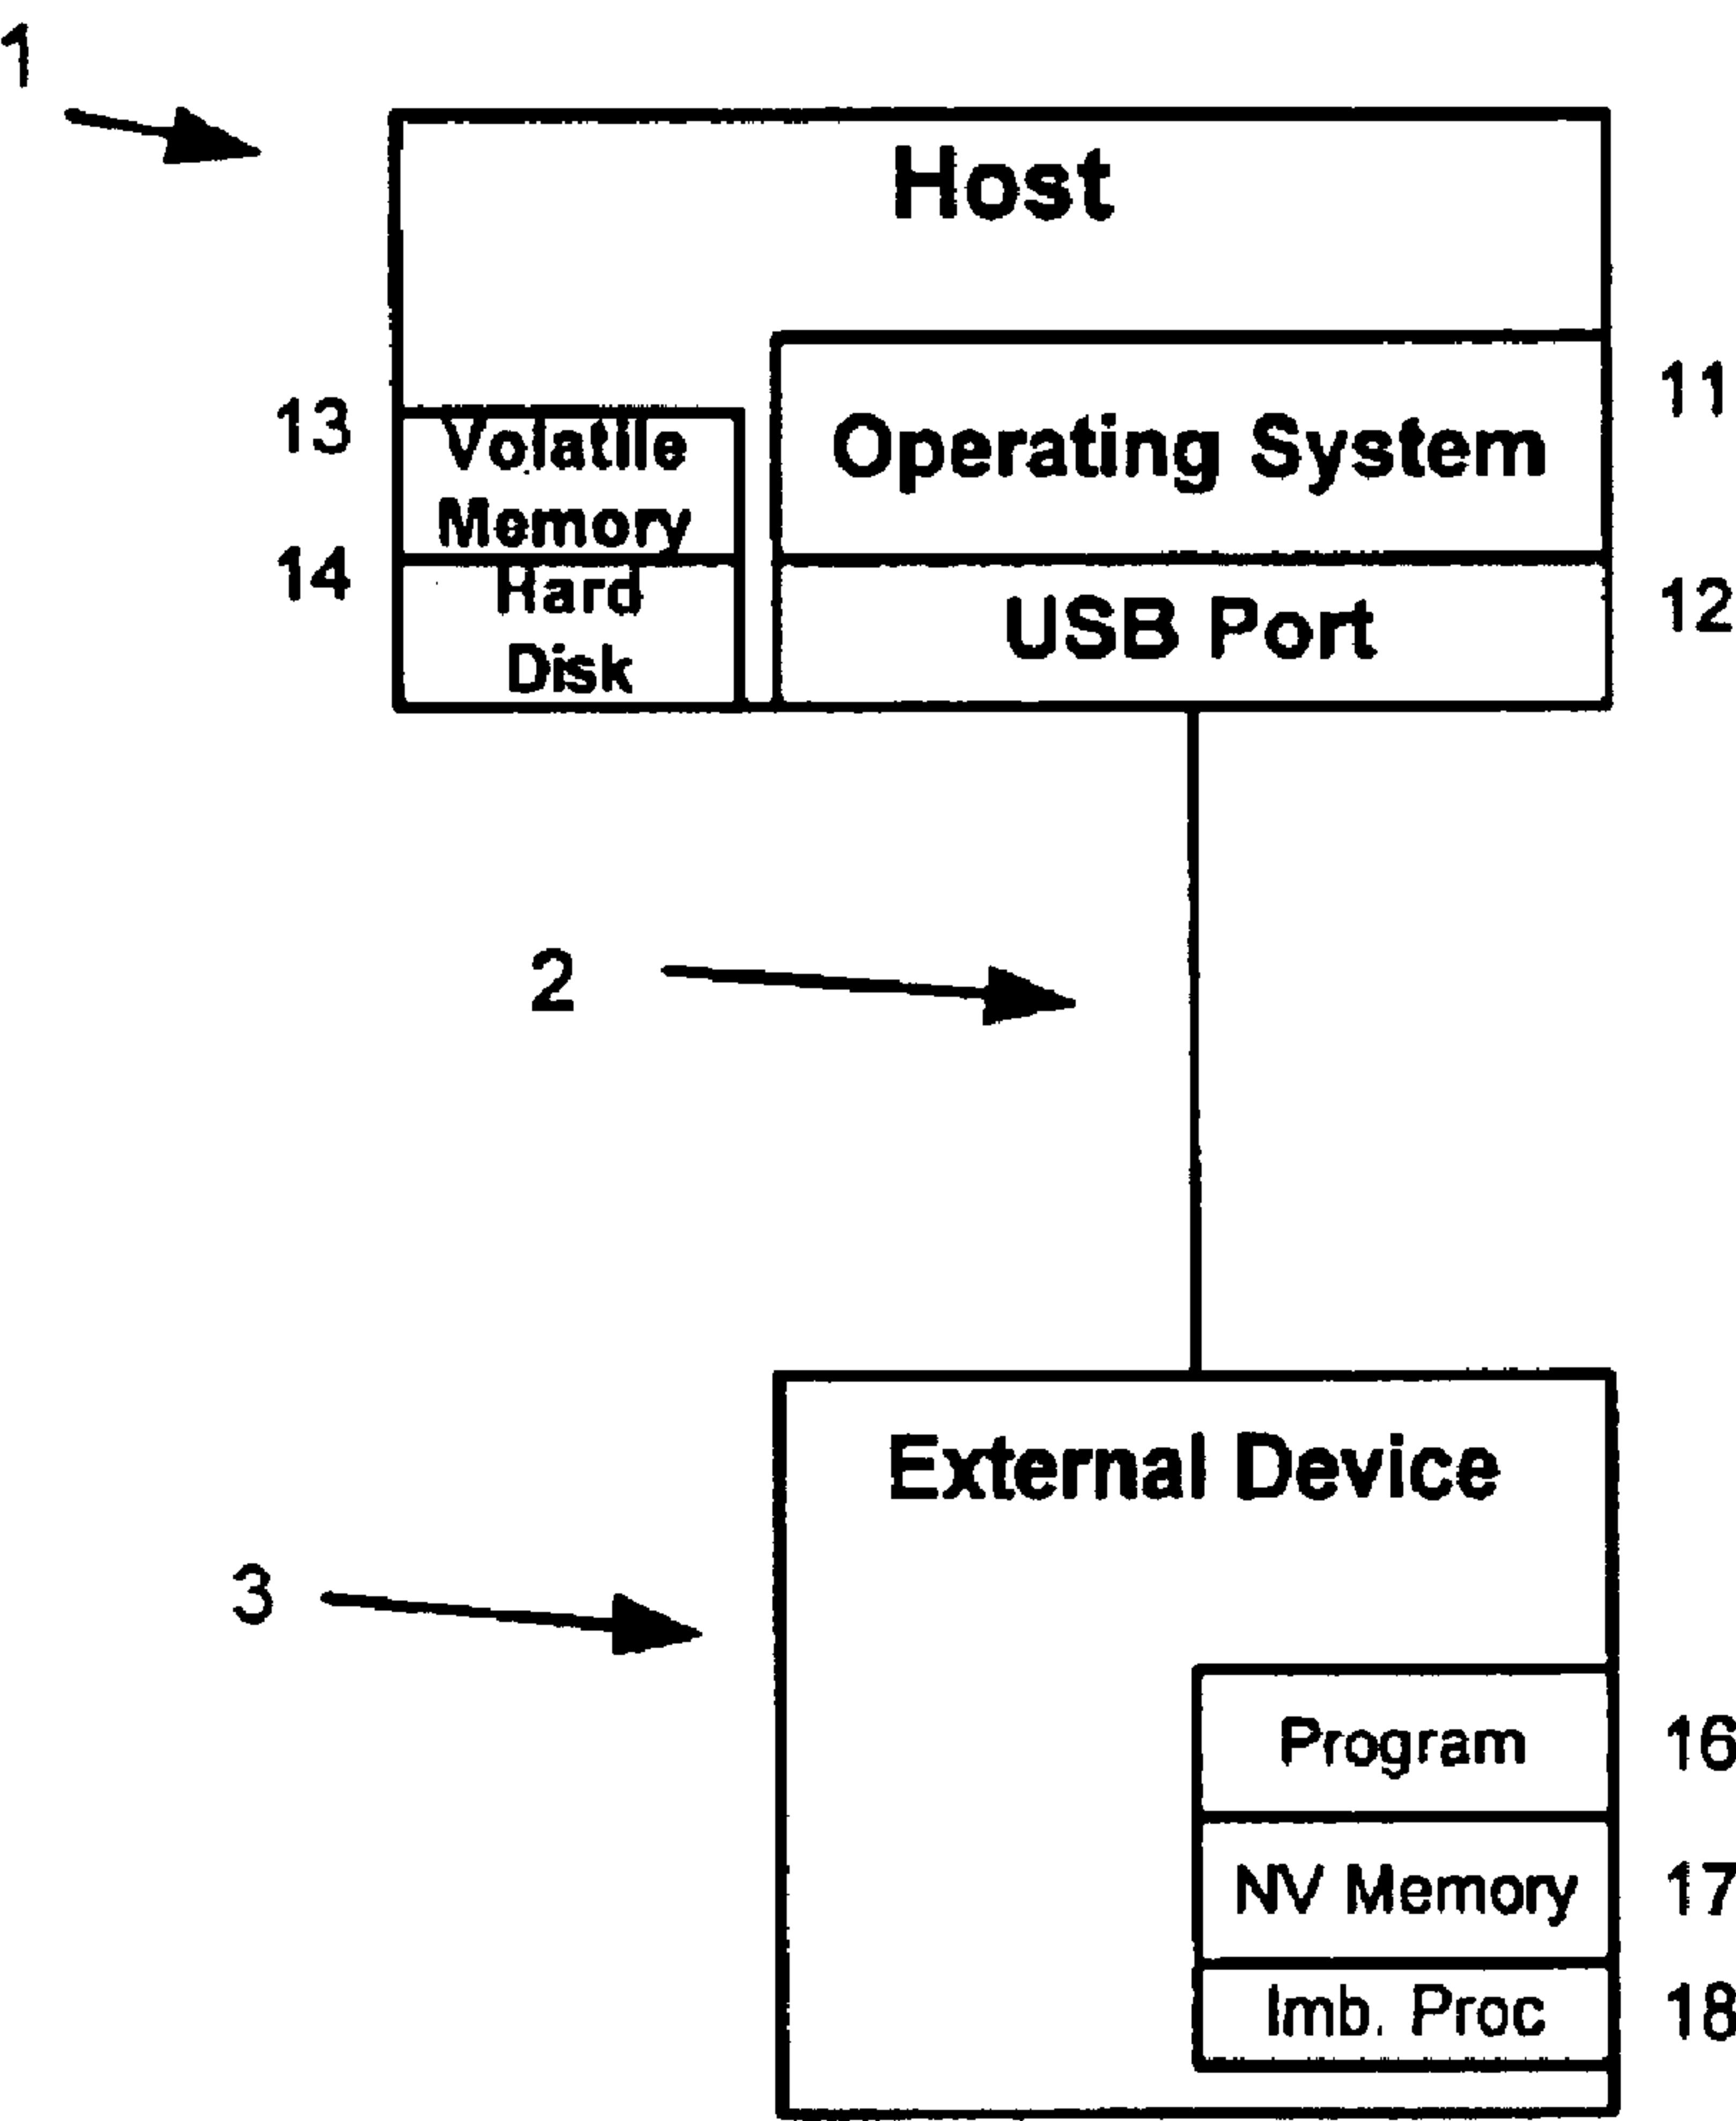 1
Host
13
Volatile
Memory
Operating System
11
14
Hard
Disk
USB Port
12
2
External Device
3
Program
16
NV Memory
17
Imb. Proc
18